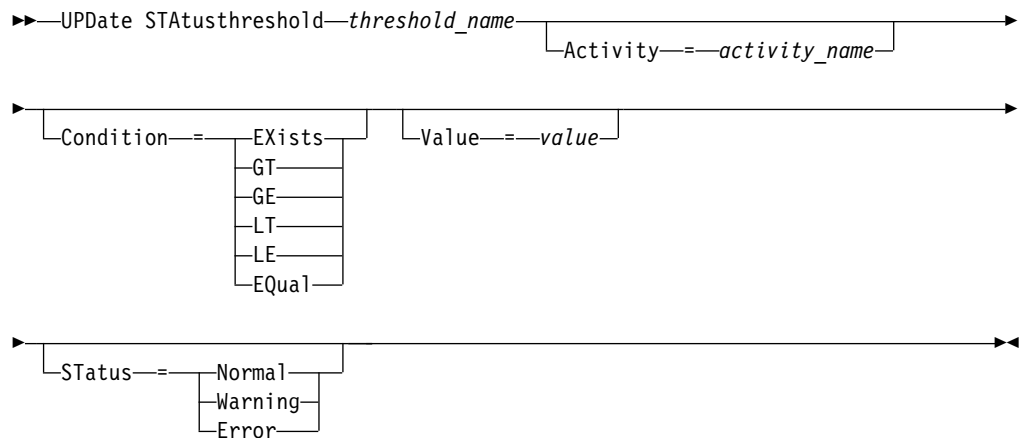 UPDate STAtusthreshold threshold_name
Activity = activity_name
Condition = EXists
GT
GE
LT
LE
EQual
Value = value
STatus = Normal
Warning
Error